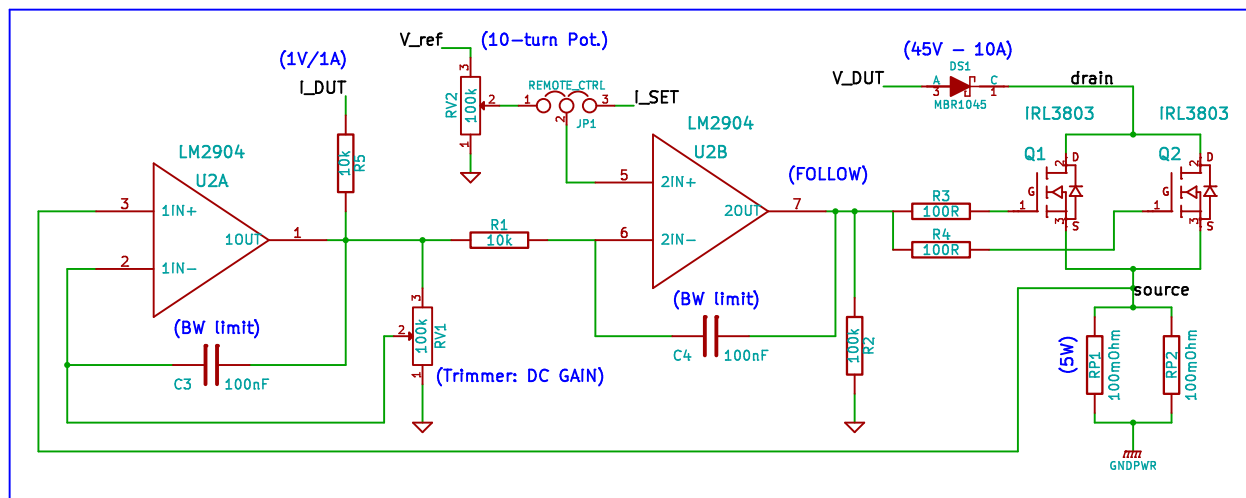 V_ref
(10-turn Pot.)
(45V - 10A)
(1V/1A)
i_DUT
3
RV2
100k
2
1
REMOTE_CTRL
1
3
2
JP1
i_SET
V_DUT
DS1
A
C
3
1
MBR1045
drain
IRL3803
IRL3803
LM2904
U2A
10k
R5
LM2904
U2B
Q1
Q2
2
D
G
1
3
S
2
D
G
1
3
S
3
1IN+
1OUT
1
2
1IN-
5
2IN+
2OUT
7
6
2IN-
(FOLLOW)
R3
100R
R4
100R
R1
10k
source
(BW limit)
C3
100nF
3
2
100k
RV1
1
(Trimmer: DC GAIN)
(BW limit)
C4
100nF
100k
R2
(5W)
RP1
100mOhm
RP2
100mOhm
GNDPWR